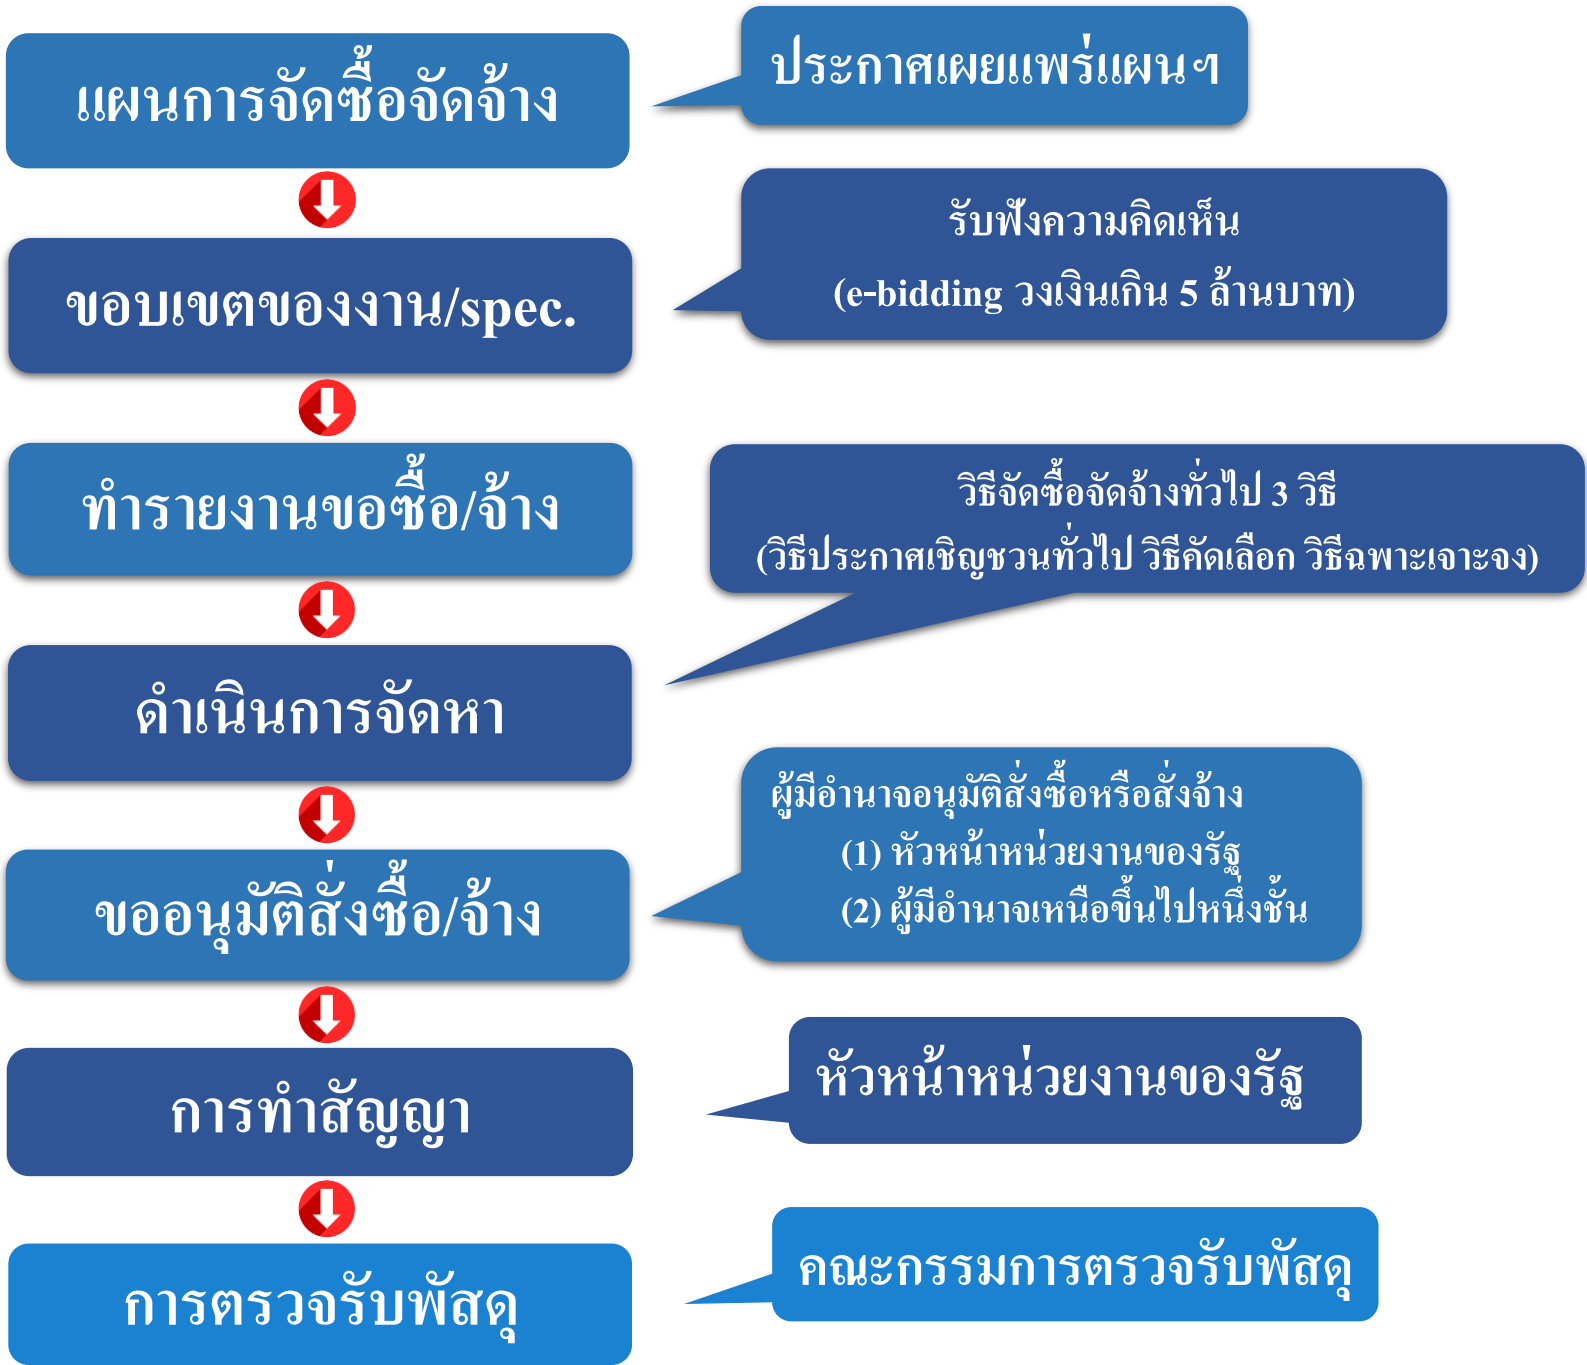 แผนการจัดซื้อจัดจ้าง
ประกาศเผยแพร่แผนฯ
ขอบเขตของงาน/spec.
รับฟังความคิดเห็น
(e-bidding วงเงินเกิน 5 ล้านบาท)
ทำรายงานขอซื้อ/จ้าง
วิธีจัดซื้อจัดจ้างทั่วไป 3 วิธี
(วิธีประกาศเชิญชวนทั่วไป วิธีคัดเลือก วิธีฉพาะเจาะจง)
ดำเนินการจัดหา
ขออนุมัติสั่งซื้อ/จ้าง
ผู้มีอำนาจอนุมัติสั่งซื้อหรือสั่งจ้าง
(1) หัวหน้าหน่วยงานของรัฐ
(2) ผู้มีอำนาจเหนือขึ้นไปหนึ่งชั้น
การทำสัญญา
หัวหน้าหน่วยงานของรัฐ
การตรวจรับพัสดุ
คณะกรรมการตรวจรับพัสดุ